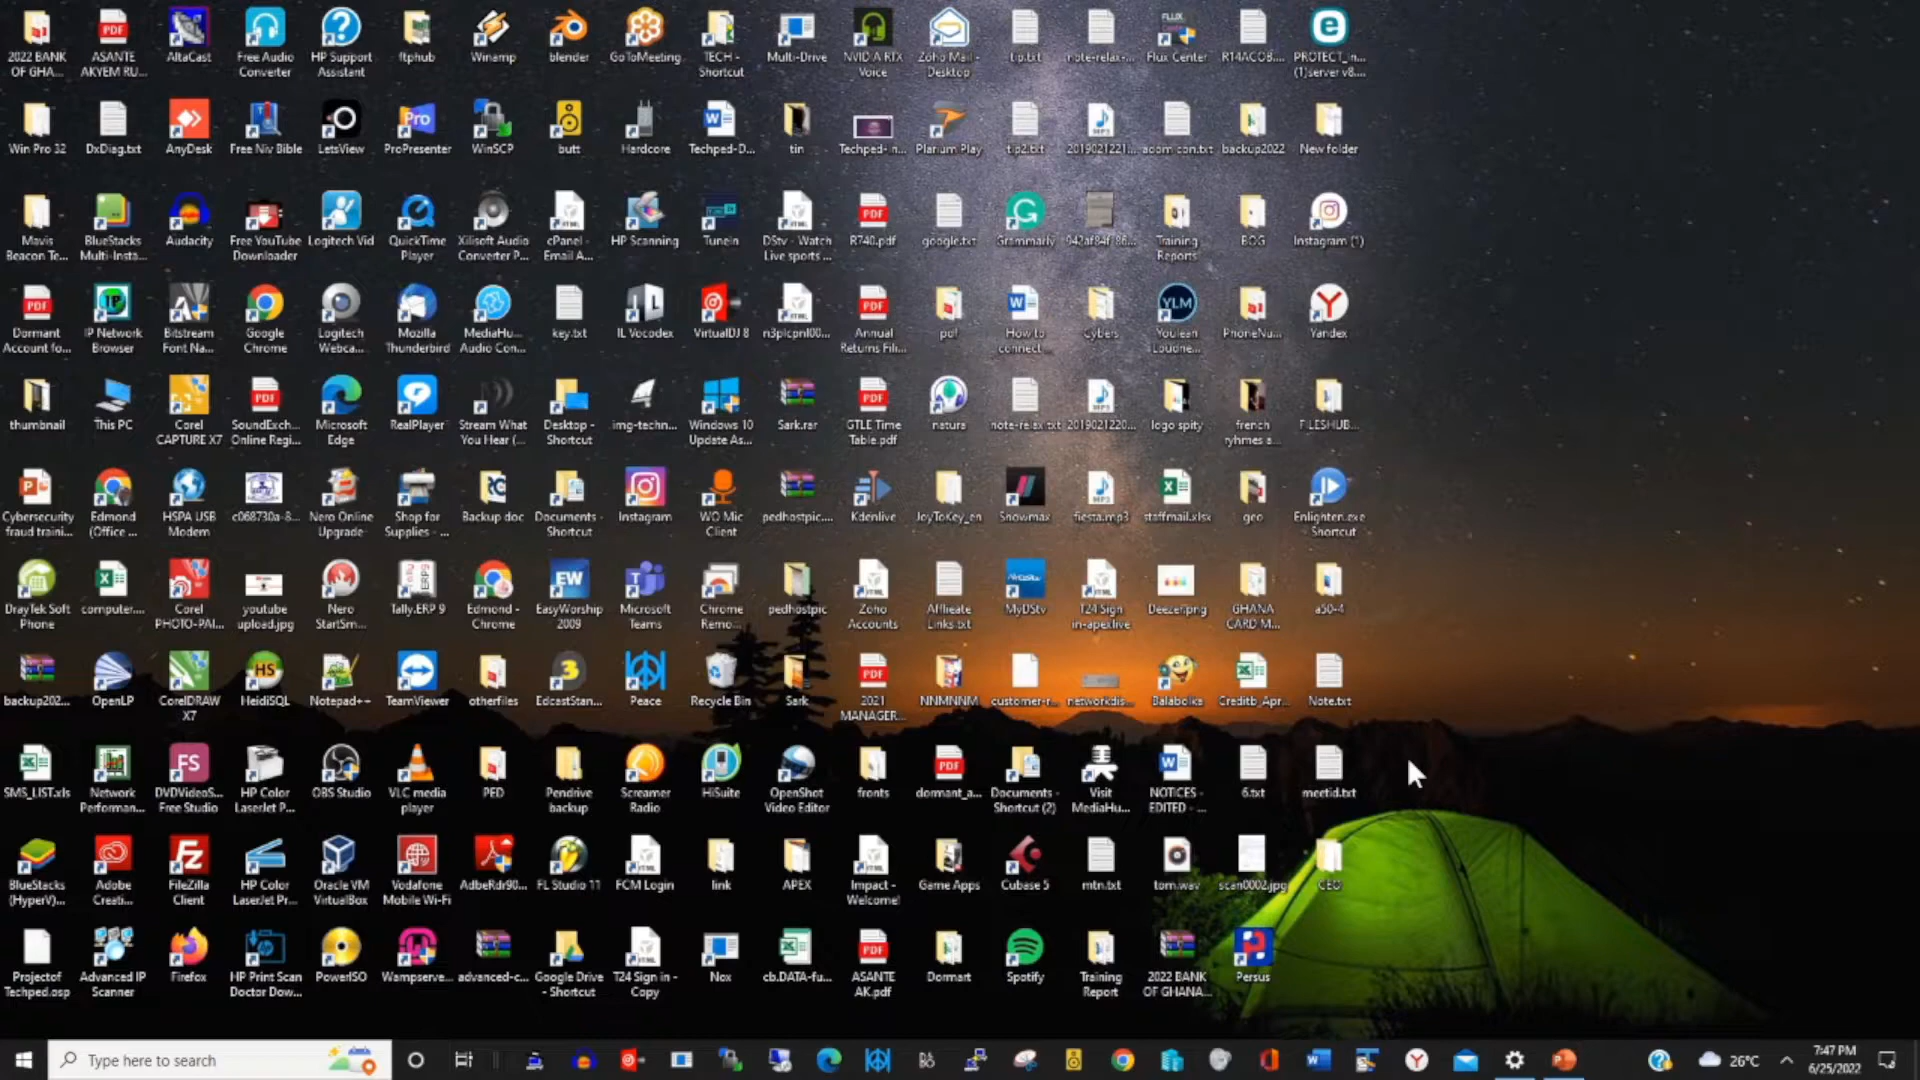 2022 BANK OF GHA...
ASANTE AKYEM RU...
AltaCast
Free Audio Converter
HP Support Assistant
ftphub
Winamp
blender
GoToMeeting
TECH - Shortcut
Multi-Drive
NVIDIA RTX Voice
Zoho Mail - Desktop
tip.txt
note-relax-...
Flux Center
R14ACOB....
PROTECT_in... (1)server v8....
Win Pro 32
DxDiag.txt
AnyDesk
Free Niv Bible
LetsView
ProPresenter
WinSCP
butt
Hardcore
Techped-D...
tin
Techped-in...
Plarium Play
tip2.txt
2019021221...
adom con.txt
backup2022
New folder
Mavis Beacon Te...
BlueStacks Multi-Insta...
Audacity
Free YouTube Downloader
Logitech Vid
QuickTime Player
Xilisoft Audio Converter P...
cPanel - Email A...
HP Scanning
Tunein
DStv - Watch Live sports ...
R740.pdf
google.txt
Grammarly
942af84f-86...
Training Reports
BOG
Instagram (1)
Dormant Account fo...
IP Network Browser
Bitstream Font Na...
Google Chrome
Logitech Webca...
Mozilla Thunderbird
MediaHu... Audio Con...
key.txt
IL Vocodex
VirtualDJ 8
n3plcpnl00...
Annual Returns Fili...
pdf
How to connect ...
Cybers
Youlean Loudne...
PhoneNu...
Yandex
thumbnail
This PC
Corel CAPTURE X7
SoundExch... Online Regi...
Microsoft Edge
RealPlayer
Stream What You Hear (...
Desktop - Shortcut
img-techn...
Windows 10 Update As...
Sark.rar
GTLE Time Table.pdf
natura
note-relax.txt
2019021220...
logo spity
french ryhmes a...
FILESHUB...
Cybersecurity fraud traini...
Edmond (Office ...
HSPA USB Modem
c068730a-8...
Nero Online Upgrade
Shop for Supplies - ...
Backup doc
Documents - Shortcut
Instagram
WO Mic Client
pedhostpic....
Kdenlive
JoyToKey_en
Showmax
fiesta.mp3
staffmail.xlsx
geo
Enlighten.exe - Shortcut
DrayTek Soft Phone
computer....
Corel PHOTO-PAI...
youtube upload.jpg
Nero StartSm...
Tally.ERP 9
Edmond - Chrome
EasyWorship 2009
Microsoft Teams
Chrome Remo...
pedhostpic
Zoho Accounts
Affilieate Links.txt
MyDStv
T24 Sign in-apexlive
Deezer.png
GHANA CARD M...
a50-4
backup202...
OpenLP
CorelDRAW X7
HeidiSQL
Notepad++
TeamViewer
otherfiles
EdcastStan...
Peace
Recycle Bin
Sark
2021 MANAGER...
NNMNNM
customer-r...
networkdis...
Balabolka
Creditb_Apr...
Note.txt
SMS_LIST.xls
Network Performan...
DVDVideoS... Free Studio
HP Color LaserJet P...
OBS Studio
VLC media player
PED
Pendrive backup
Screamer Radio
HiSuite
OpenShot Video Editor
fronts
dormant_a...
Documents - Shortcut (2)
Visit MediaHu...
NOTICES - EDITED - ...
6.txt
meetid.txt
BlueStacks (HyperV)...
Adobe Creati...
FileZilla Client
HP Color LaserJet Pr...
Oracle VM VirtualBox
Vodafone Mobile Wi-Fi
AdbeRdr90...
FL Studio 11
FCM Login
link
APEX
Impact - Welcome!
Game Apps
Cubase 5
mtn.txt
tom.wav
scan0002.jpg
CEO
Projectof Techped.osp
Advanced IP Scanner
Firefox
HP Print Scan Doctor Dow...
PowerISO
Wampserve...
advanced-c...
Google Drive - Shortcut
T24 Sign in - Copy
Nox
cb.DATA-fu...
ASANTE AK.pdf
Dormart
Spotify
Training Report
2022 BANK OF GHANA...
Persus
Type here to search
26°C
7:47 PM
6/25/2022